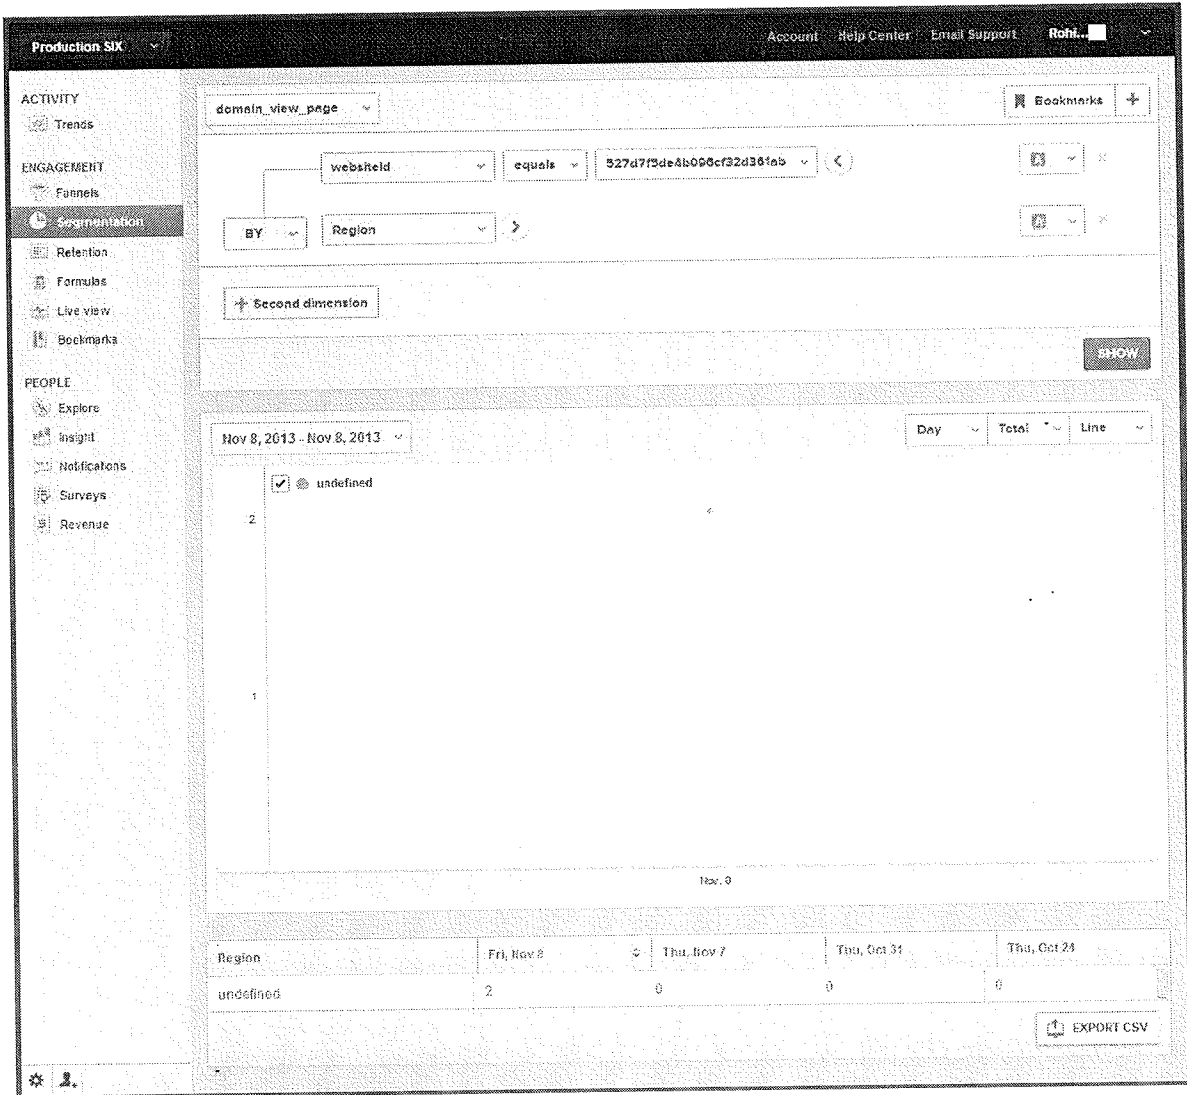 Production SIX
Account Help Center Email Support Rohi...
ACTIVITY
Trends
ENGAGEMENT
Funnels
Segmentation
Retention
Formulas
Live view
Bookmarks
PEOPLE
Explore
Insight
Notifications
Surveys
Revenue
domain_view_page
Bookmarks +
websiteId equals
BY Region
+ Second dimension
SHOW
Nov 8, 2013 - Nov 8, 2013
Day Total Line
undefined
2
1
Nov. 8
Region Fri, Nov 8 Thu, Nov 7 Thu, Oct 31 Thu, Oct 24
undefined 2 0 0 0
EXPORT CSV